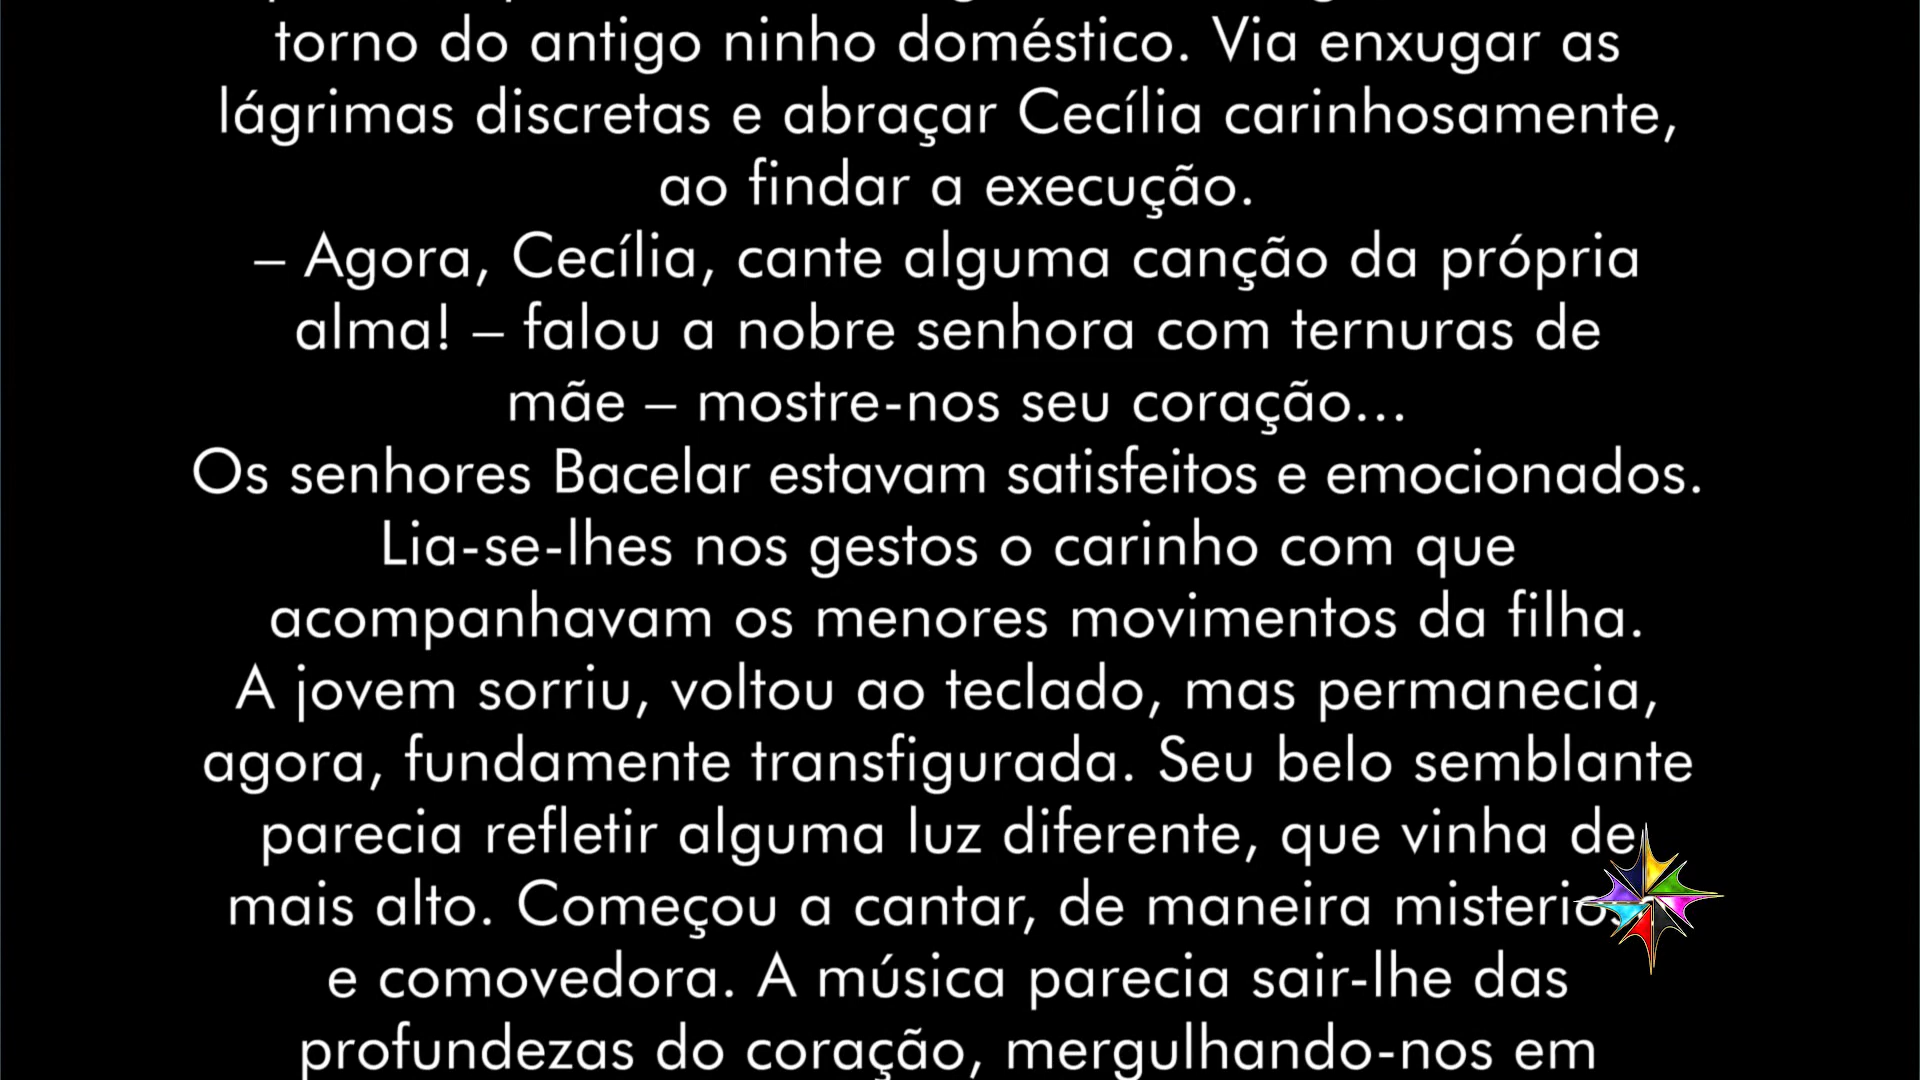 torno do antigo ninho doméstico. Via enxugar as
lágrimas discretas e abraçar Cecília carinhosamente,
ao findar a execução.
– Agora, Cecília, cante alguma canção da própria
alma! – falou a nobre senhora com ternuras de
mãe – mostre-nos seu coração...
Os senhores Bacelar estavam satisfeitos e emocionados.
Lia-se-lhes nos gestos o carinho com que
acompanhavam os menores movimentos da filha.
A jovem sorriu, voltou ao teclado, mas permanecia,
agora, fundamente transfigurada. Seu belo semblante
parecia refletir alguma luz diferente, que vinha de
mais alto. Começou a cantar, de maneira
e comovedora. A música parecia sair-lhe das
profundezas do coração, mergulhando-nos em